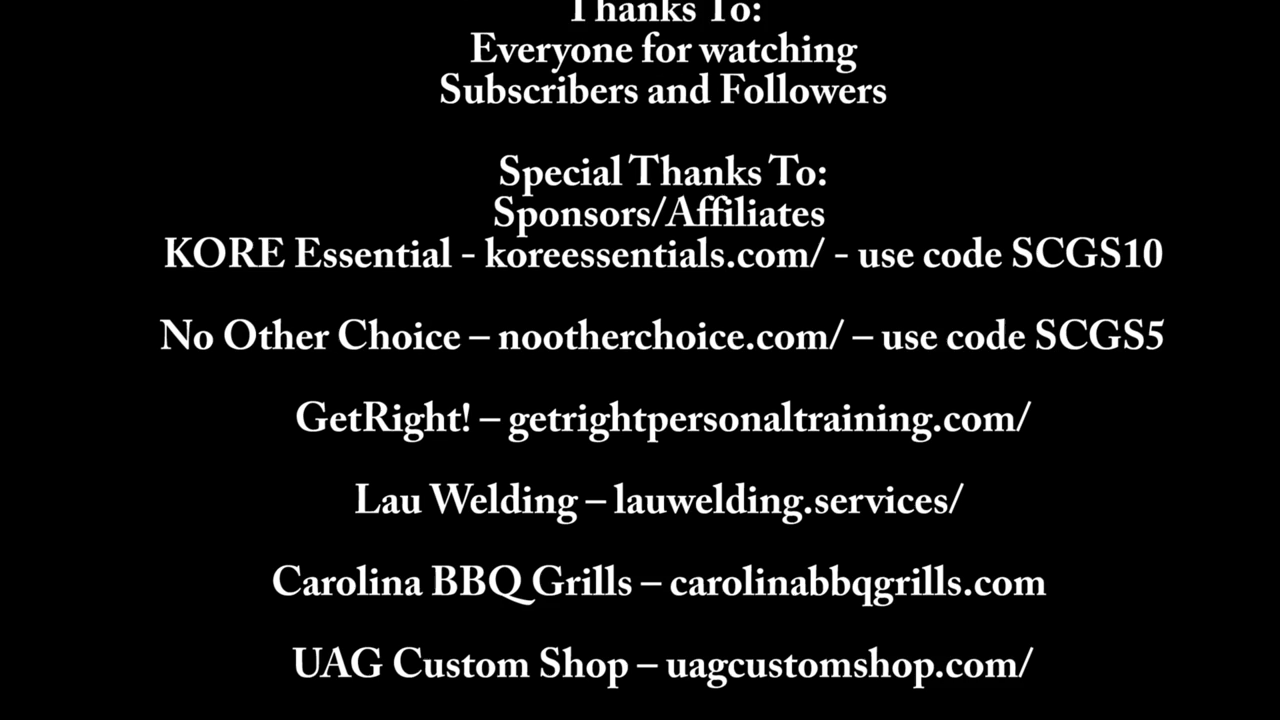 Thanks To:
Everyone for watching
Subscribers and Followers
Special Thanks To:
Sponsors/Affiliates
KORE Essential - koreessentials.com/ - use code SCGS10
No Other Choice – nootherchoice.com/ – use code SCGS5
GetRight! – getrightpersonaltraining.com/
Lau Welding – lauwelding.services/
Carolina BBQ Grills – carolinabbqgrills.com
UAG Custom Shop – uagcustomshop.com/